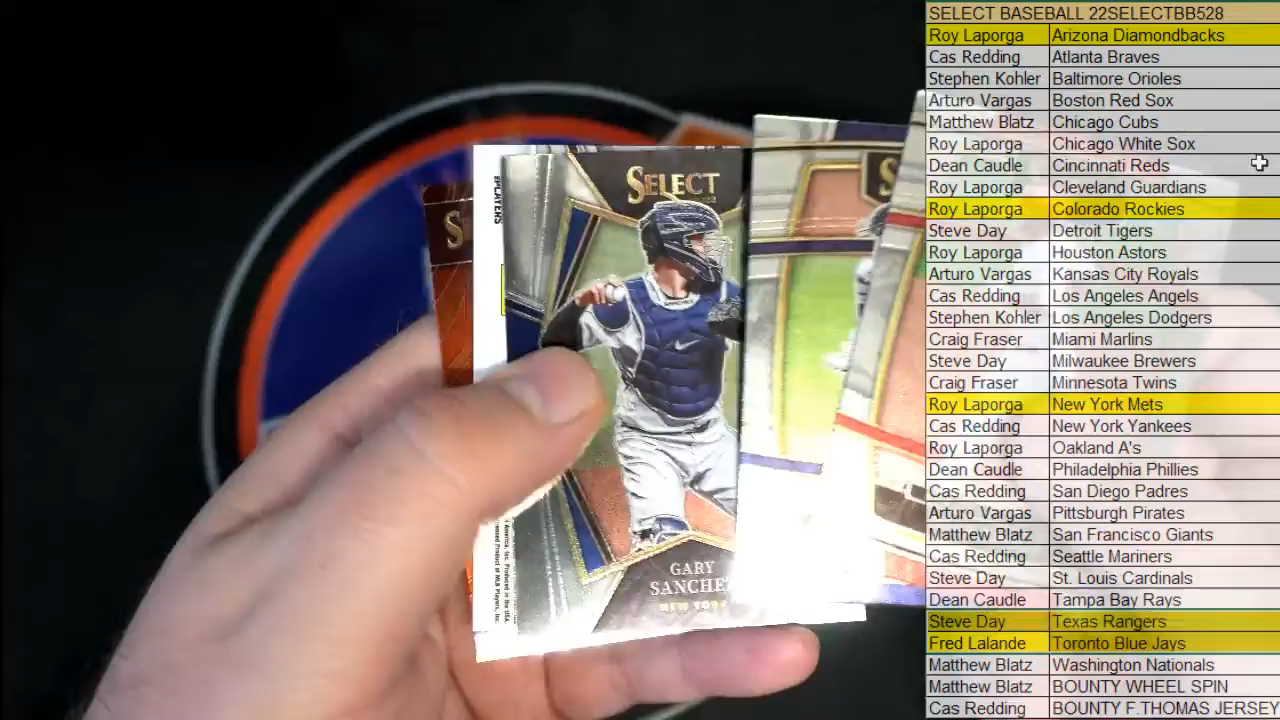 SELECT BASEBALL 22SELECTBB528
Roy Laporga Arizona Diamondbacks
Cas Redding Atlanta Braves
Stephen Kohler Baltimore Orioles
Arturo Vargas Boston Red Sox
Matthew Blatz Chicago Cubs
Roy Laporga Chicago White Sox
Dean Caudle Cincinnati Reds
Roy Laporga Cleveland Guardians
Roy Laporga Colorado Rockies
Steve Day Detroit Tigers
Roy Laporga Houston Astors
Arturo Vargas Kansas City Royals
Cas Redding Los Angeles Angels
Stephen Kohler Los Angeles Dodgers
Craig Fraser Miami Marlins
Steve Day Milwaukee Brewers
Craig Fraser Minnesota Twins
Roy Laporga New York Mets
Cas Redding New York Yankees
Roy Laporga Oakland A's
Dean Caudle Philadelphia Phillies
Cas Redding San Diego Padres
Arturo Vargas Pittsburgh Pirates
Matthew Blatz San Francisco Giants
Cas Redding Seattle Mariners
Steve Day St. Louis Cardinals
Dean Caudle Tampa Bay Rays
Steve Day Texas Rangers
Fred Lalande Toronto Blue Jays
Matthew Blatz Washington Nationals
Matthew Blatz BOUNTY WHEEL SPIN
Cas Redding BOUNTY F.THOMAS JERSEY
PLAYERS
SELECT
GARY
SANCHE
NEW YORK